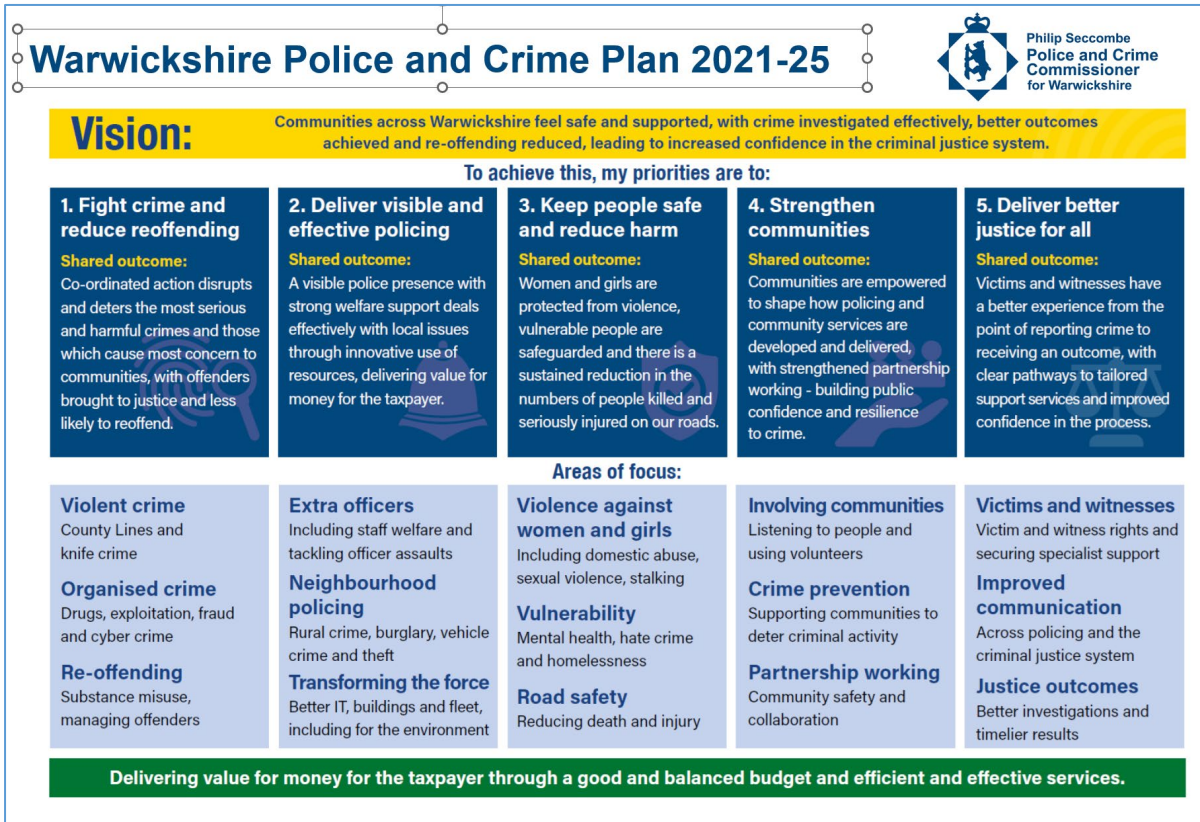 Warwickshire Police and Crime Plan 2021-25
Philip Seccombe
Police and Crime
Commissioner
for Warwickshire
Vision:
Communities across Warwickshire feel safe and supported, with crime investigated effectively, better outcomes
achieved and re-offending reduced, leading to increased confidence in the criminal justice system.
To achieve this, my priorities are to:
1. Fight crime and
reduce reoffending
Shared outcome:
Co-ordinated action disrupts
and deters the most serious
and harmful crimes and those
which cause most concern to
communities, with offenders
brought to justice and less
likely to reoffend.
2. Deliver visible and
effective policing
Shared outcome:
A visible police presence with
strong welfare support deals
effectively with local issues
through innovative use of
resources, delivering value for
money for the taxpayer.
3. Keep people safe
and reduce harm
Shared outcome:
Women and girls are
protected from violence,
vulnerable people are
safeguarded and there is a
sustained reduction in the
numbers of people killed and
seriously injured on our roads.
4. Strengthen
communities
Shared outcome:
Communities are empowered
to shape how policing and
community services are
developed and delivered,
with strengthened partnership
working - building public
confidence and resilience
to crime.
5. Deliver better
justice for all
Shared outcome:
Victims and witnesses have
a better experience from the
point of reporting crime to
receiving an outcome, with
clear pathways to tailored
support services and improved
confidence in the process.
Areas of focus:
Violent crime
County Lines and
knife crime
Organised crime
Drugs, exploitation, fraud
and cyber crime
Re-offending
Substance misuse,
managing offenders
Extra officers
Including staff welfare and
tackling officer assaults
Neighbourhood
policing
Rural crime, burglary, vehicle
crime and theft
Transforming the force
Better IT, buildings and fleet,
including for the environment
Violence against
women and girls
Including domestic abuse,
sexual violence, stalking
Vulnerability
Mental health, hate crime
and homelessness
Road safety
Reducing death and injury
Involving communities
Listening to people and
using volunteers
Crime prevention
Supporting communities to
deter criminal activity
Partnership working
Community safety and
collaboration
Victims and witnesses
Victim and witness rights and
securing specialist support
Improved
communication
Across policing and the
criminal justice system
Justice outcomes
Better investigations and
timelier results
Delivering value for money for the taxpayer through a good and balanced budget and efficient and effective services.